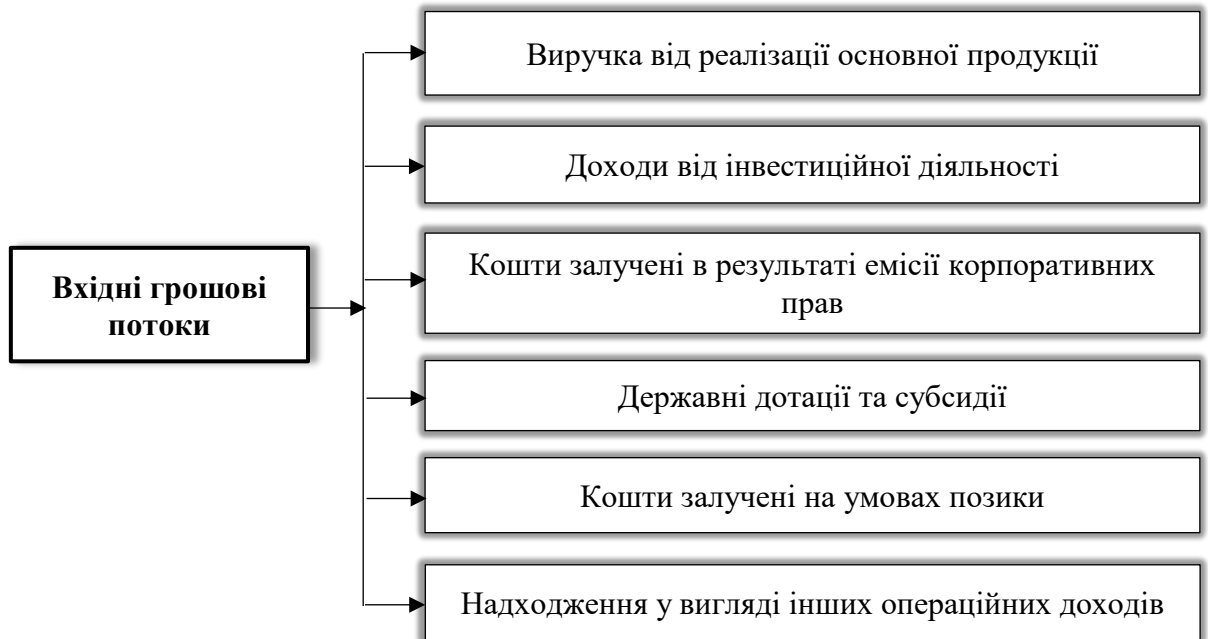 Виручка від реалізації основної продукції
Доходи від інвестиційної діяльності
Вхідні грошові
потоки
Кошти залучені в результаті емісії корпоративних
прав
Державні дотації та субсидії
Кошти залучені на умовах позики
Надходження у вигляді інших операційних доходів